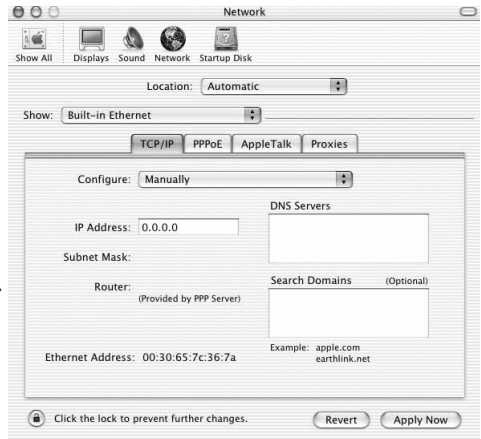 Network
Show All Displays Sound Network Startup Disk
Location: Automatic
Show: Built-in Ethernet
TCP/IP PPPoE AppleTalk Proxies
Configure: Manually
DNS Servers
IP Address: 0.0.0.0
Subnet Mask:
Router:
(Provided by PPP Server)
Search Domains (Optional)
Example: apple.com
earthlink.net
Ethernet Address: 00:30:65:7c:36:7a
Click the lock to prevent further changes.
Revert Apply Now